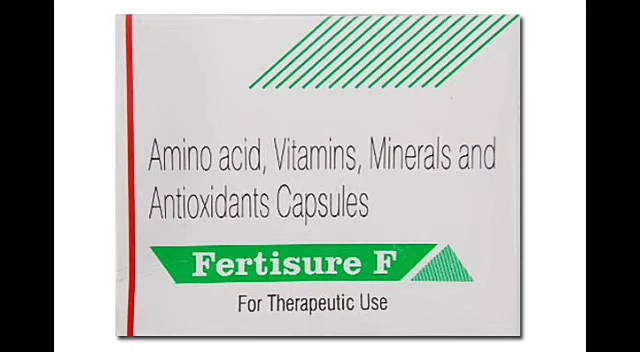 Amino acid, Vitamins, Minerals and
Antioxidants Capsules
Fertisure F
For Therapeutic Use